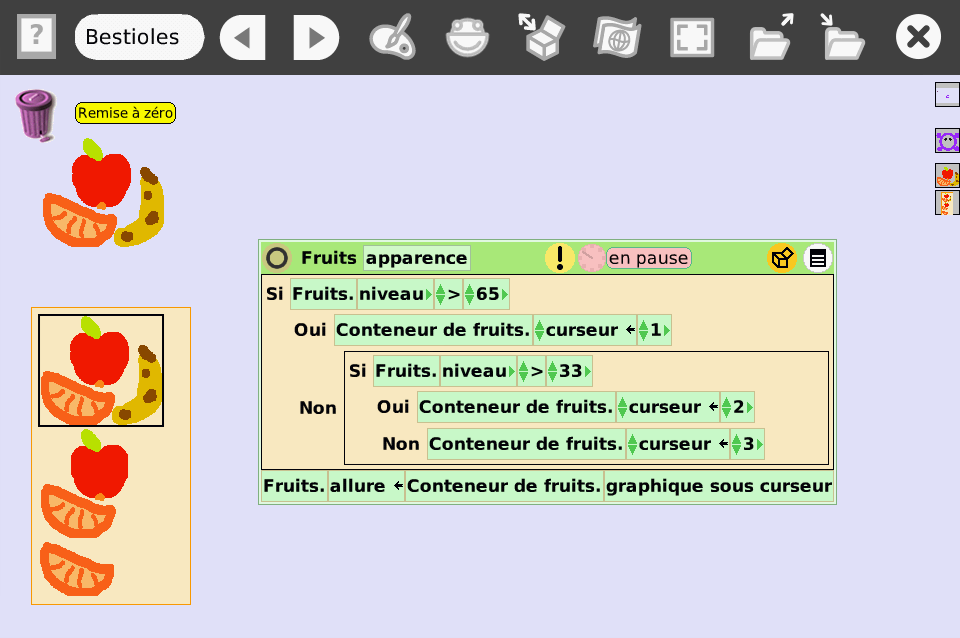 ? Bestioles
Remise à zéro
Fruits apparence ! en pause
Si Fruits. niveau > 65
Oui Conteneur de fruits. curseur ← 1
Si Fruits. niveau > 33
Non
Oui Conteneur de fruits. curseur ← 2
Non Conteneur de fruits. curseur ← 3
Fruits. allure ← Conteneur de fruits. graphique sous curseur